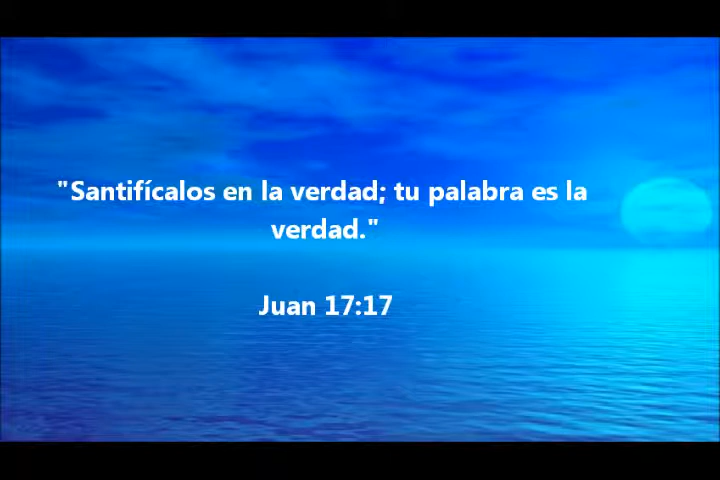 "Santifícalos en la verdad; tu palabra es la
verdad."
Juan 17:17